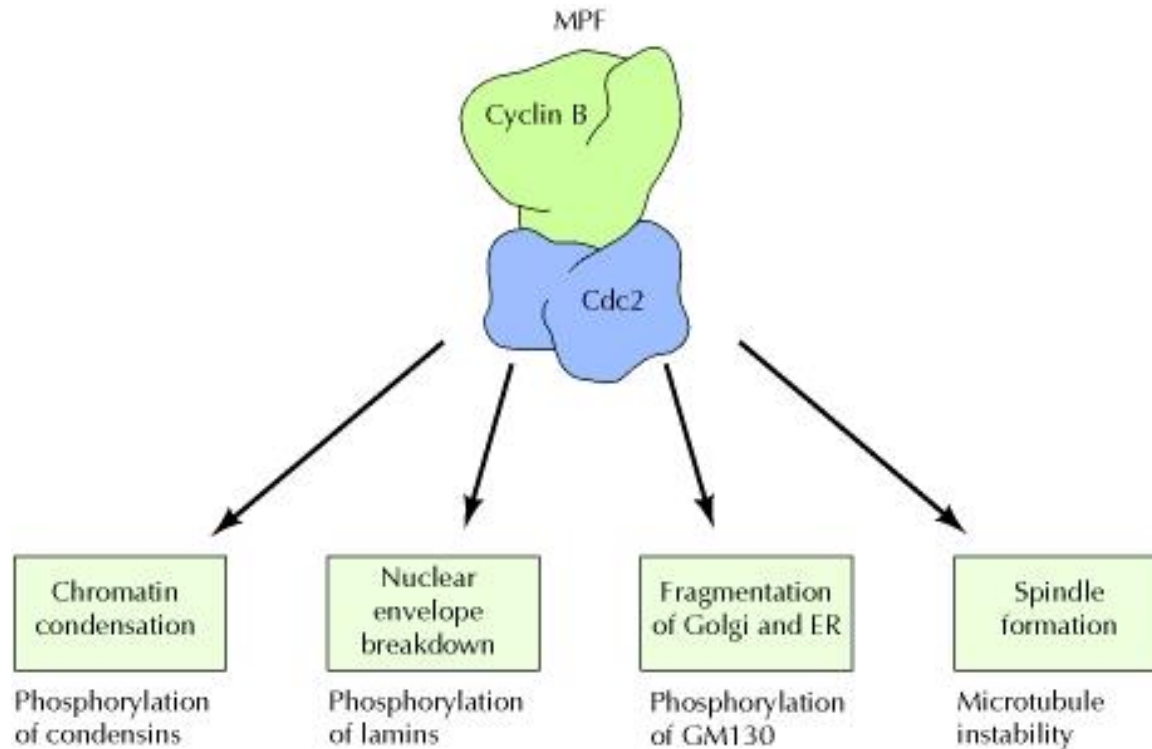 MPF
Cyclin B
Cdc2
Chromatin
condensation
Phosphorylation
of condensins
Nuclear
envelope
breakdown
Phosphorylation
of lamins
Fragmentation
of Golgi and ER
Phosphorylation
of GM130
Spindle
formation
Microtubule
instability